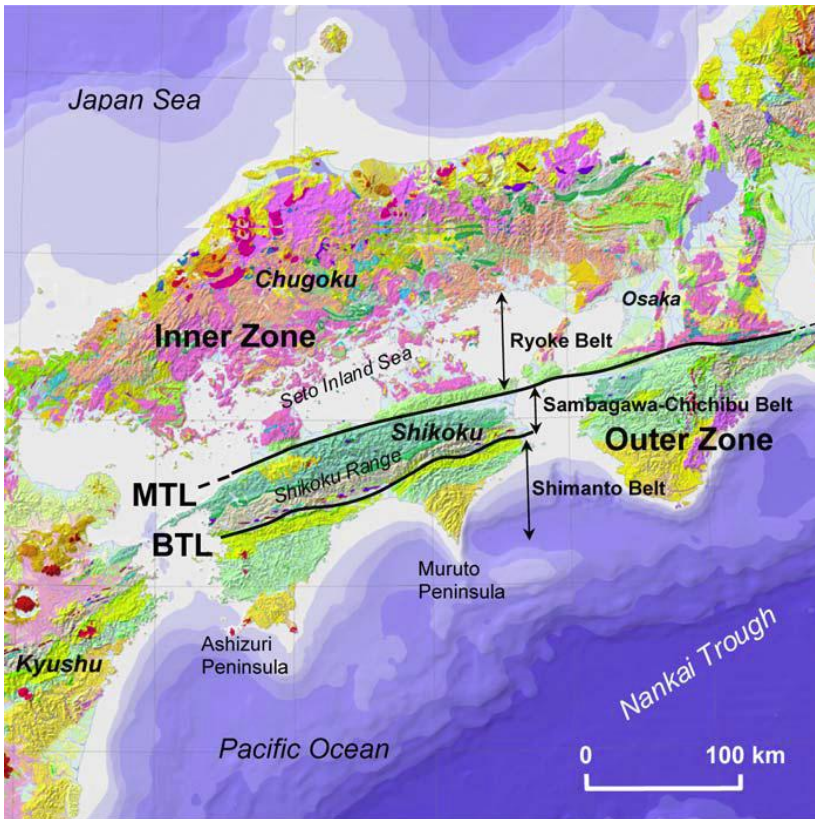 Japan Sea
Chugoku
Inner Zone
Osaka
Ryoke Belt
Seto Inland Sea
Sambagawa-Chichibu Belt
Shikoku
Outer Zone
Shikoku Range
MTL
Shimanto Belt
BTL
Muruto
Peninsula
Ashizuri
Peninsula
Kyushu
Nankai Trough
Pacific Ocean
0 100 km